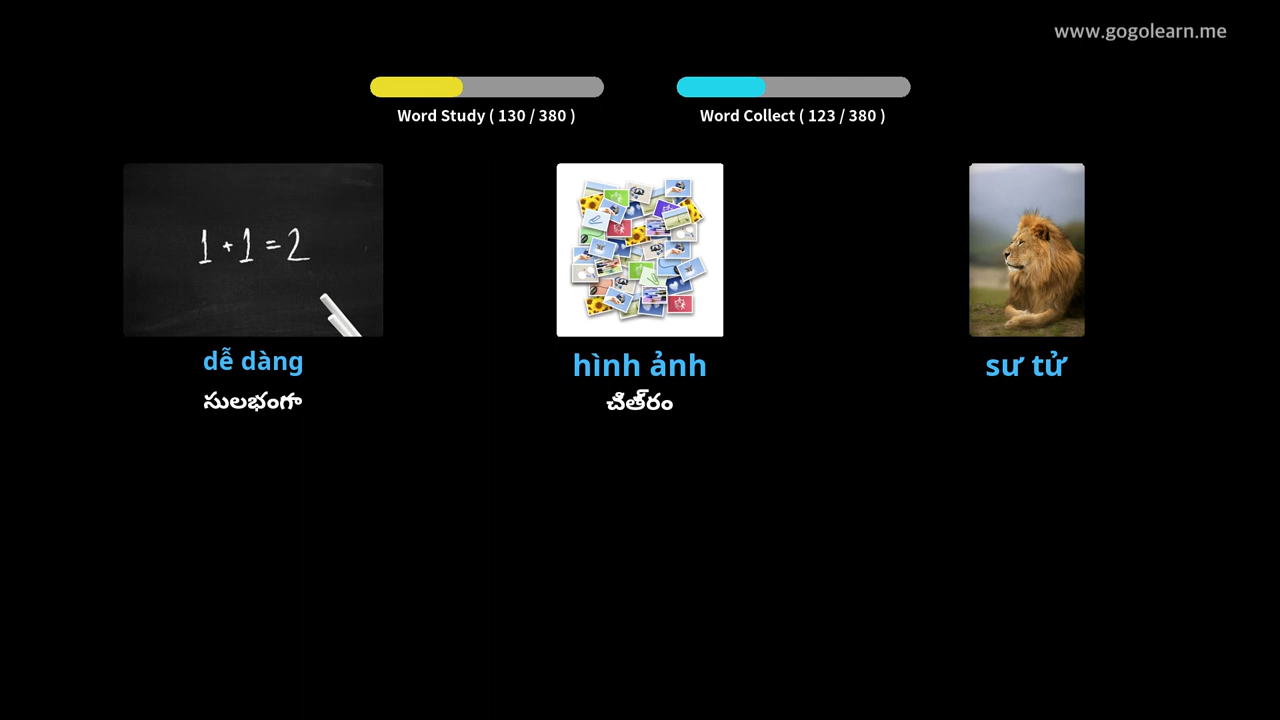 www.gogolearn.me
Word Study ( 130 / 380 )
Word Collect ( 123 / 380 )
1 + 1 = 2
dễ dàng
hình ảnh
sư tử
సులభంగా
చిత్రం